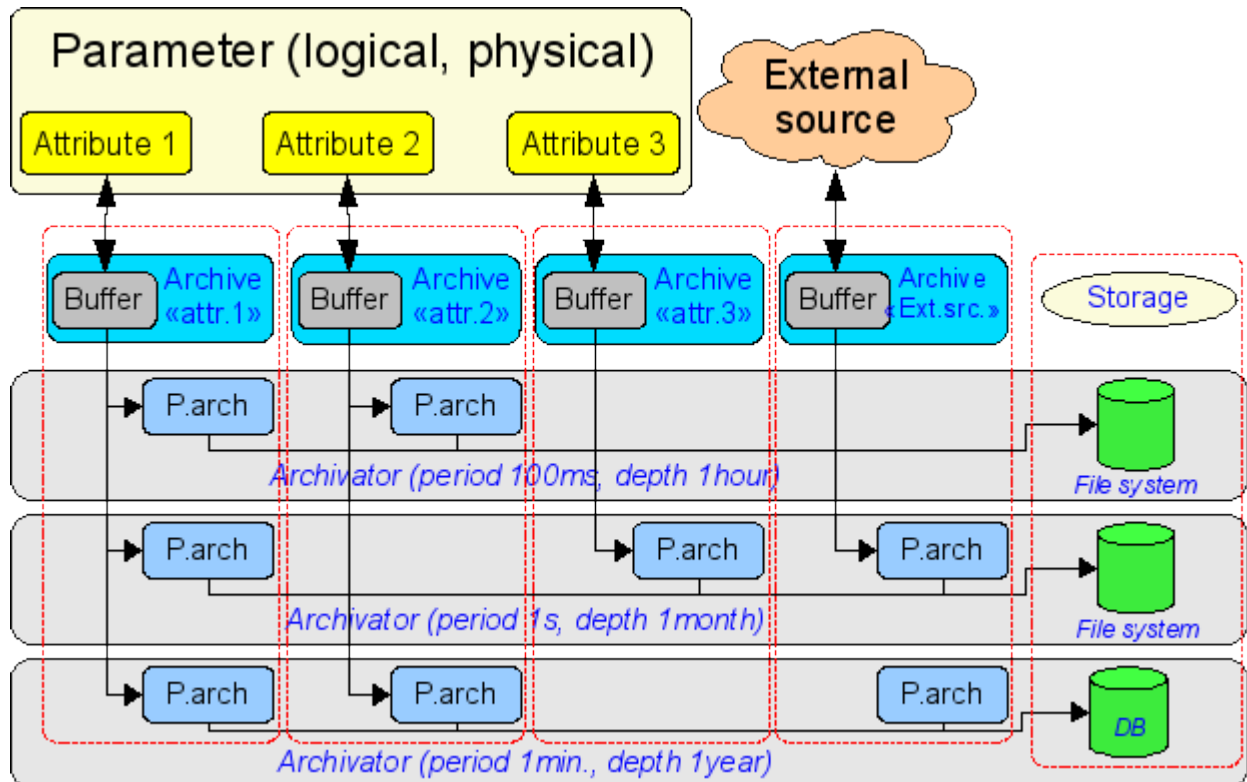 Parameter (logical, physical)
External
source
Attribute 1
Attribute 2
Attribute 3
Buffer
Archive
«attr.1»
Buffer
Archive
«attr.2»
Buffer
Archive
«attr.3»
Buffer
Archive
«Ext.src.»
Storage
P.arch
P.arch
Archivator (period 100ms, depth 1hour)
File system
P.arch
P.arch
P.arch
Archivator (period 1s, depth 1month)
File system
P.arch
P.arch
P.arch
DB
Archivator (period 1min., depth 1year)